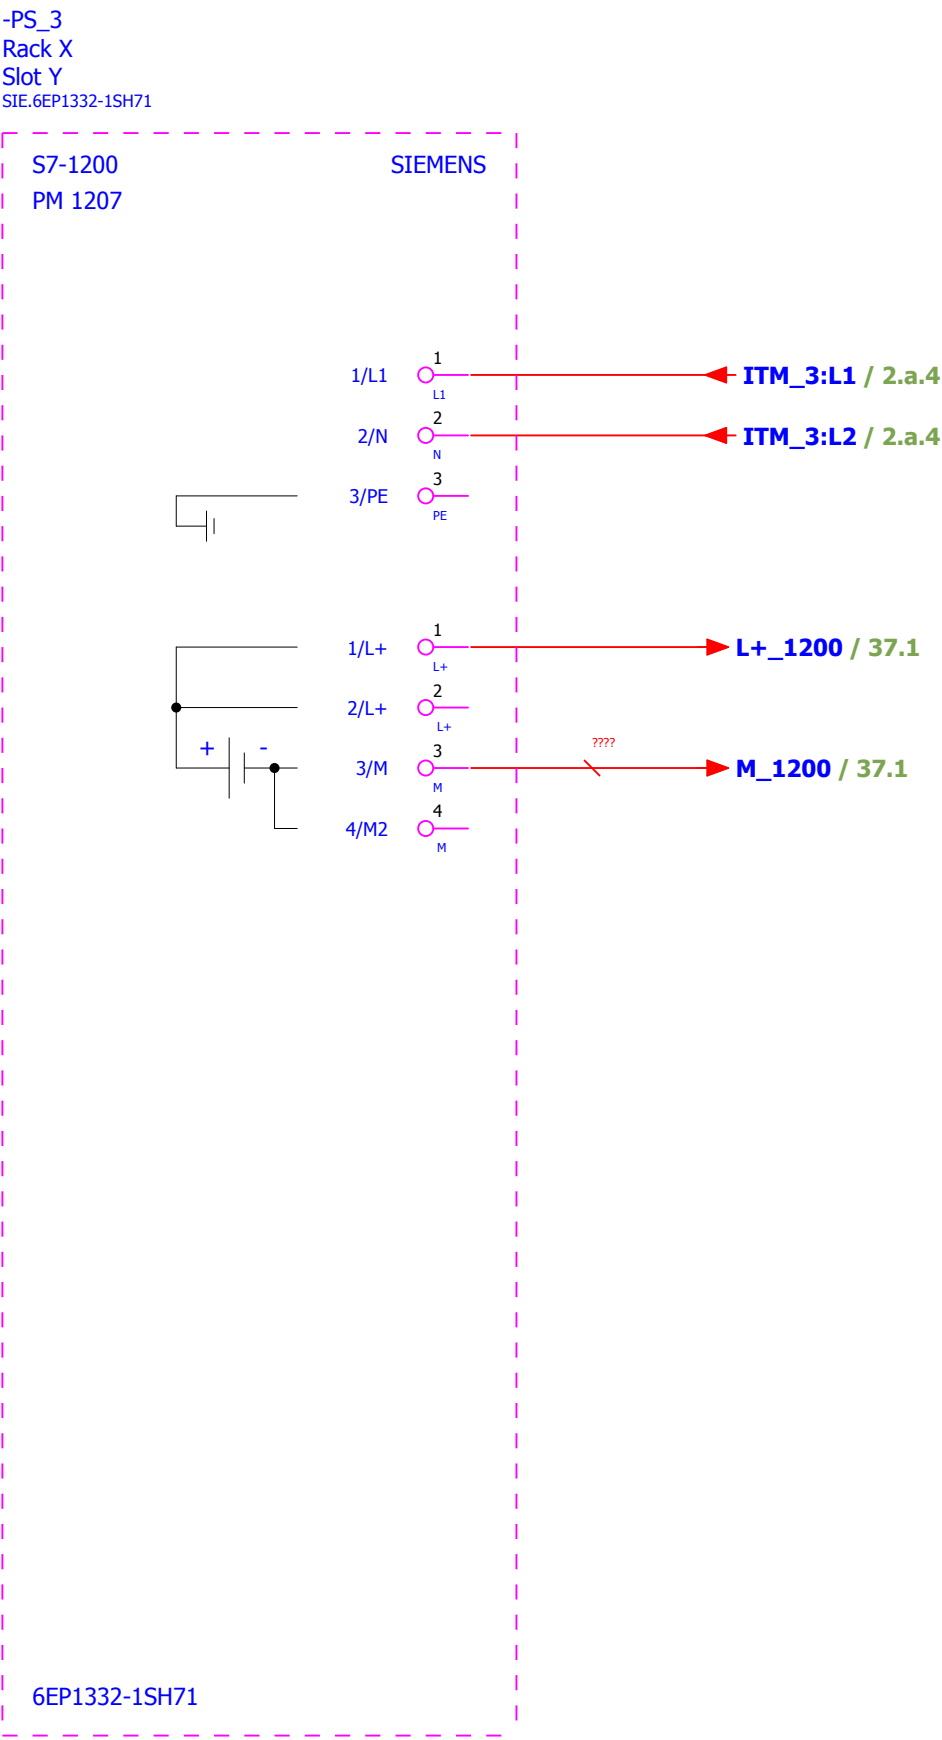 -PS_3
Rack X
Slot Y
SIE.6EP1332-1SH71
S7-1200 SIEMENS
PM 1207
1/L1 1 L1 ITM_3:L1 / 2.a.4
2/N 2 N ITM_3:L2 / 2.a.4
3/PE 3 PE
1/L+ 1 L+ L+_1200 / 37.1
2/L+ 2 L+
+ - 3/M 3 M ???? M_1200 / 37.1
4/M2 4 M
6EP1332-1SH71